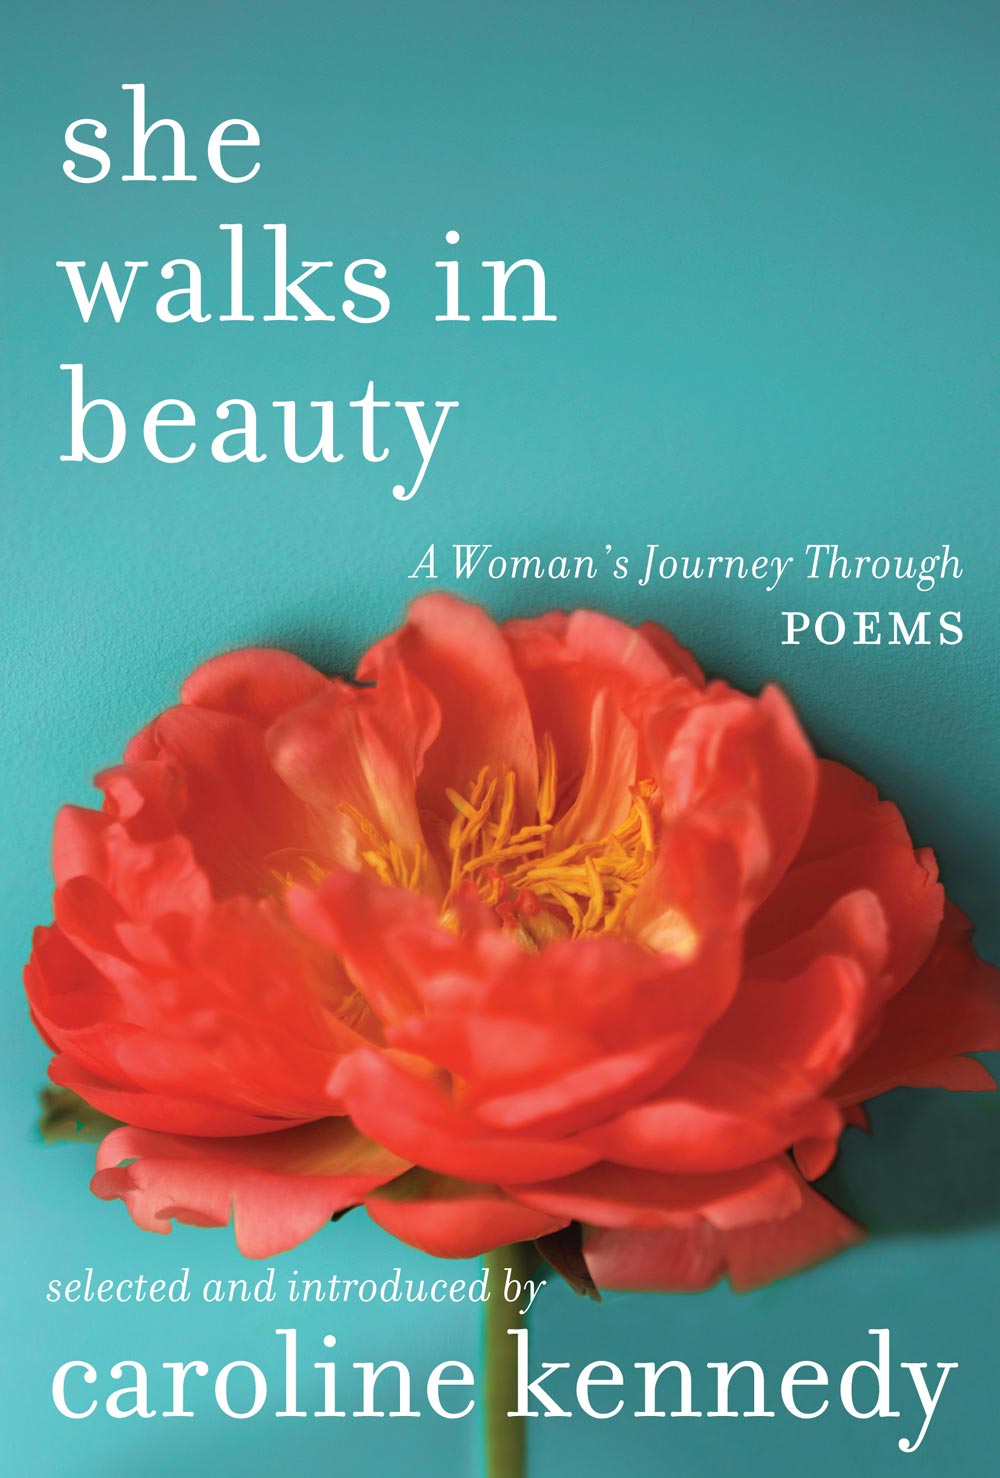 she
walks in
beauty
A Woman's Journey Through
POEMS
selected and introduced by
caroline kennedy